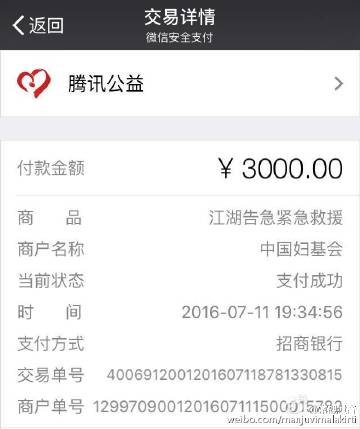 返回
交易详情
微信安全支付
腾讯公益
付款金额 ¥ 3000.00
商 品 江湖告急紧急救援
商户名称 中国妇基会
当前状态 支付成功
时 间 2016-07-11 19:34:56
支付方式 招商银行
交易单号 4006912001201607118781330815
商户单号 1299709001201607111500015792
weibo.com/manjuvimalakirti